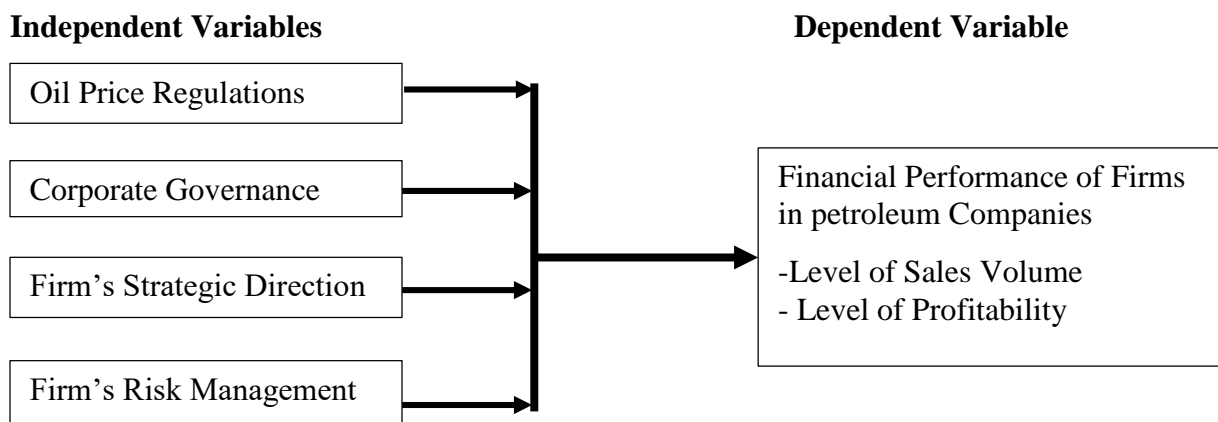 Independent Variables
Dependent Variable
Oil Price Regulations
Corporate Governance
Firm’s Strategic Direction
Firm’s Risk Management
Financial Performance of Firms
in petroleum Companies
-Level of Sales Volume
- Level of Profitability